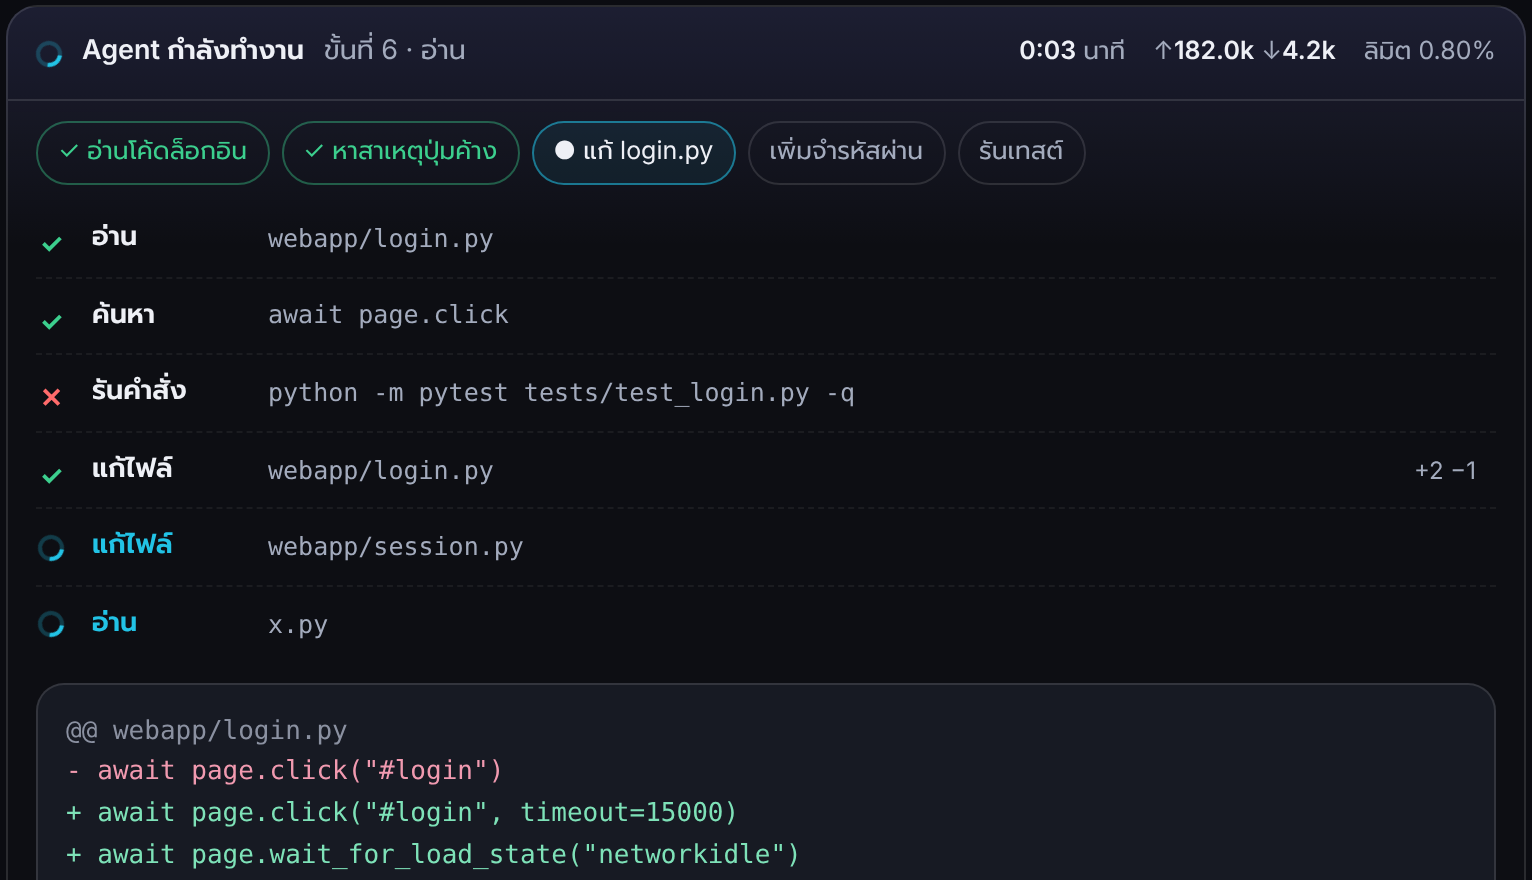 Agent กำลังทำงาน ขั้นที่ 6 · อ่าน 0:03 นาที ↑182.0k ↓4.2k ลิมิต 0.80%
✓ อ่านโค้ดล็อกอิน ✓ หาสาเหตุปุ่มค้าง ● แก้ login.py เพิ่มจำรหัสผ่าน รันเทสต์
✓ อ่าน webapp/login.py
✓ ค้นหา await page.click
✕ รันคำสั่ง python -m pytest tests/test_login.py -q
✓ แก้ไฟล์ webapp/login.py +2 −1
แก้ไฟล์ webapp/session.py
อ่าน x.py
@@ webapp/login.py
- await page.click("#login")
+ await page.click("#login", timeout=15000)
+ await page.wait_for_load_state("networkidle")